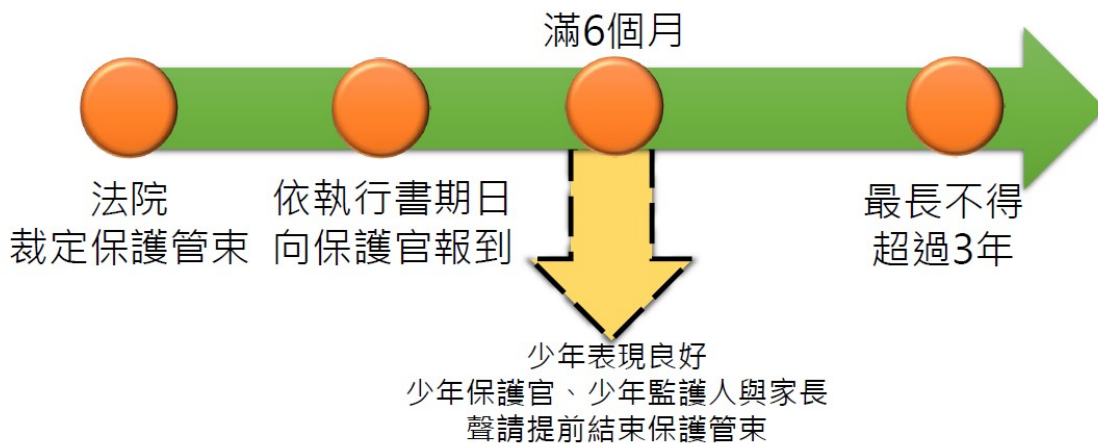 滿6個月
法院
裁定保護管束
依執行書期日
向保護官報到
最長不得
超過3年
少年表現良好
少年保護官、少年監護人與家長
聲請提前結束保護管束